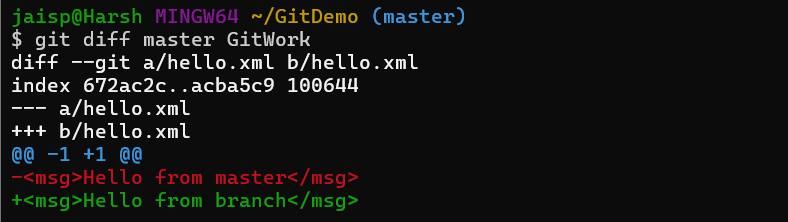 jaisp@Harsh MINGW64 ~/GitDemo (master)
$ git diff master GitWork
diff --git a/hello.xml b/hello.xml
index 672ac2c..acba5c9 100644
--- a/hello.xml
+++ b/hello.xml
@@ -1 +1 @@
-<msg>Hello from master</msg>
+<msg>Hello from branch</msg>